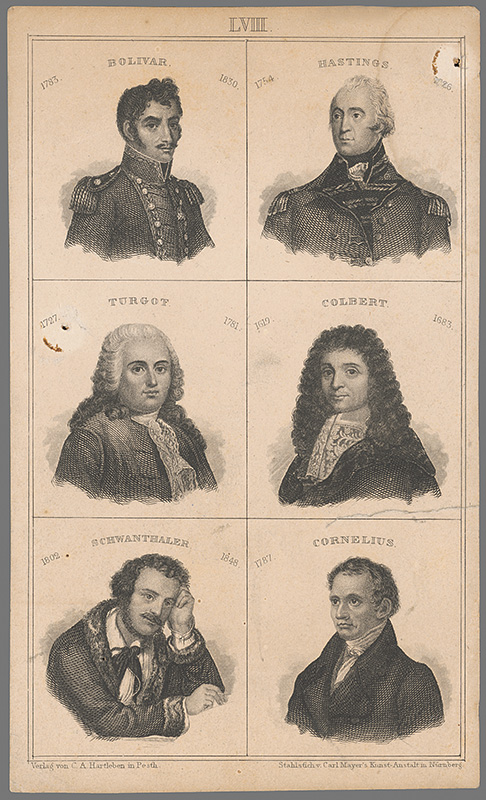 LVIII.
BOLIVAR.
1783. 1830.
HASTINGS
1754.
TURGOT
1727. 1781.
COLBERT.
1619. 1683.
SCHWANTHALER
1802 1848
CORNELIUS.
1787.
Verlag von C. A. Hartleben in Pesth.
Stahlstich v. Carl Mayer's Kunst-Anstalt in Nürnberg.